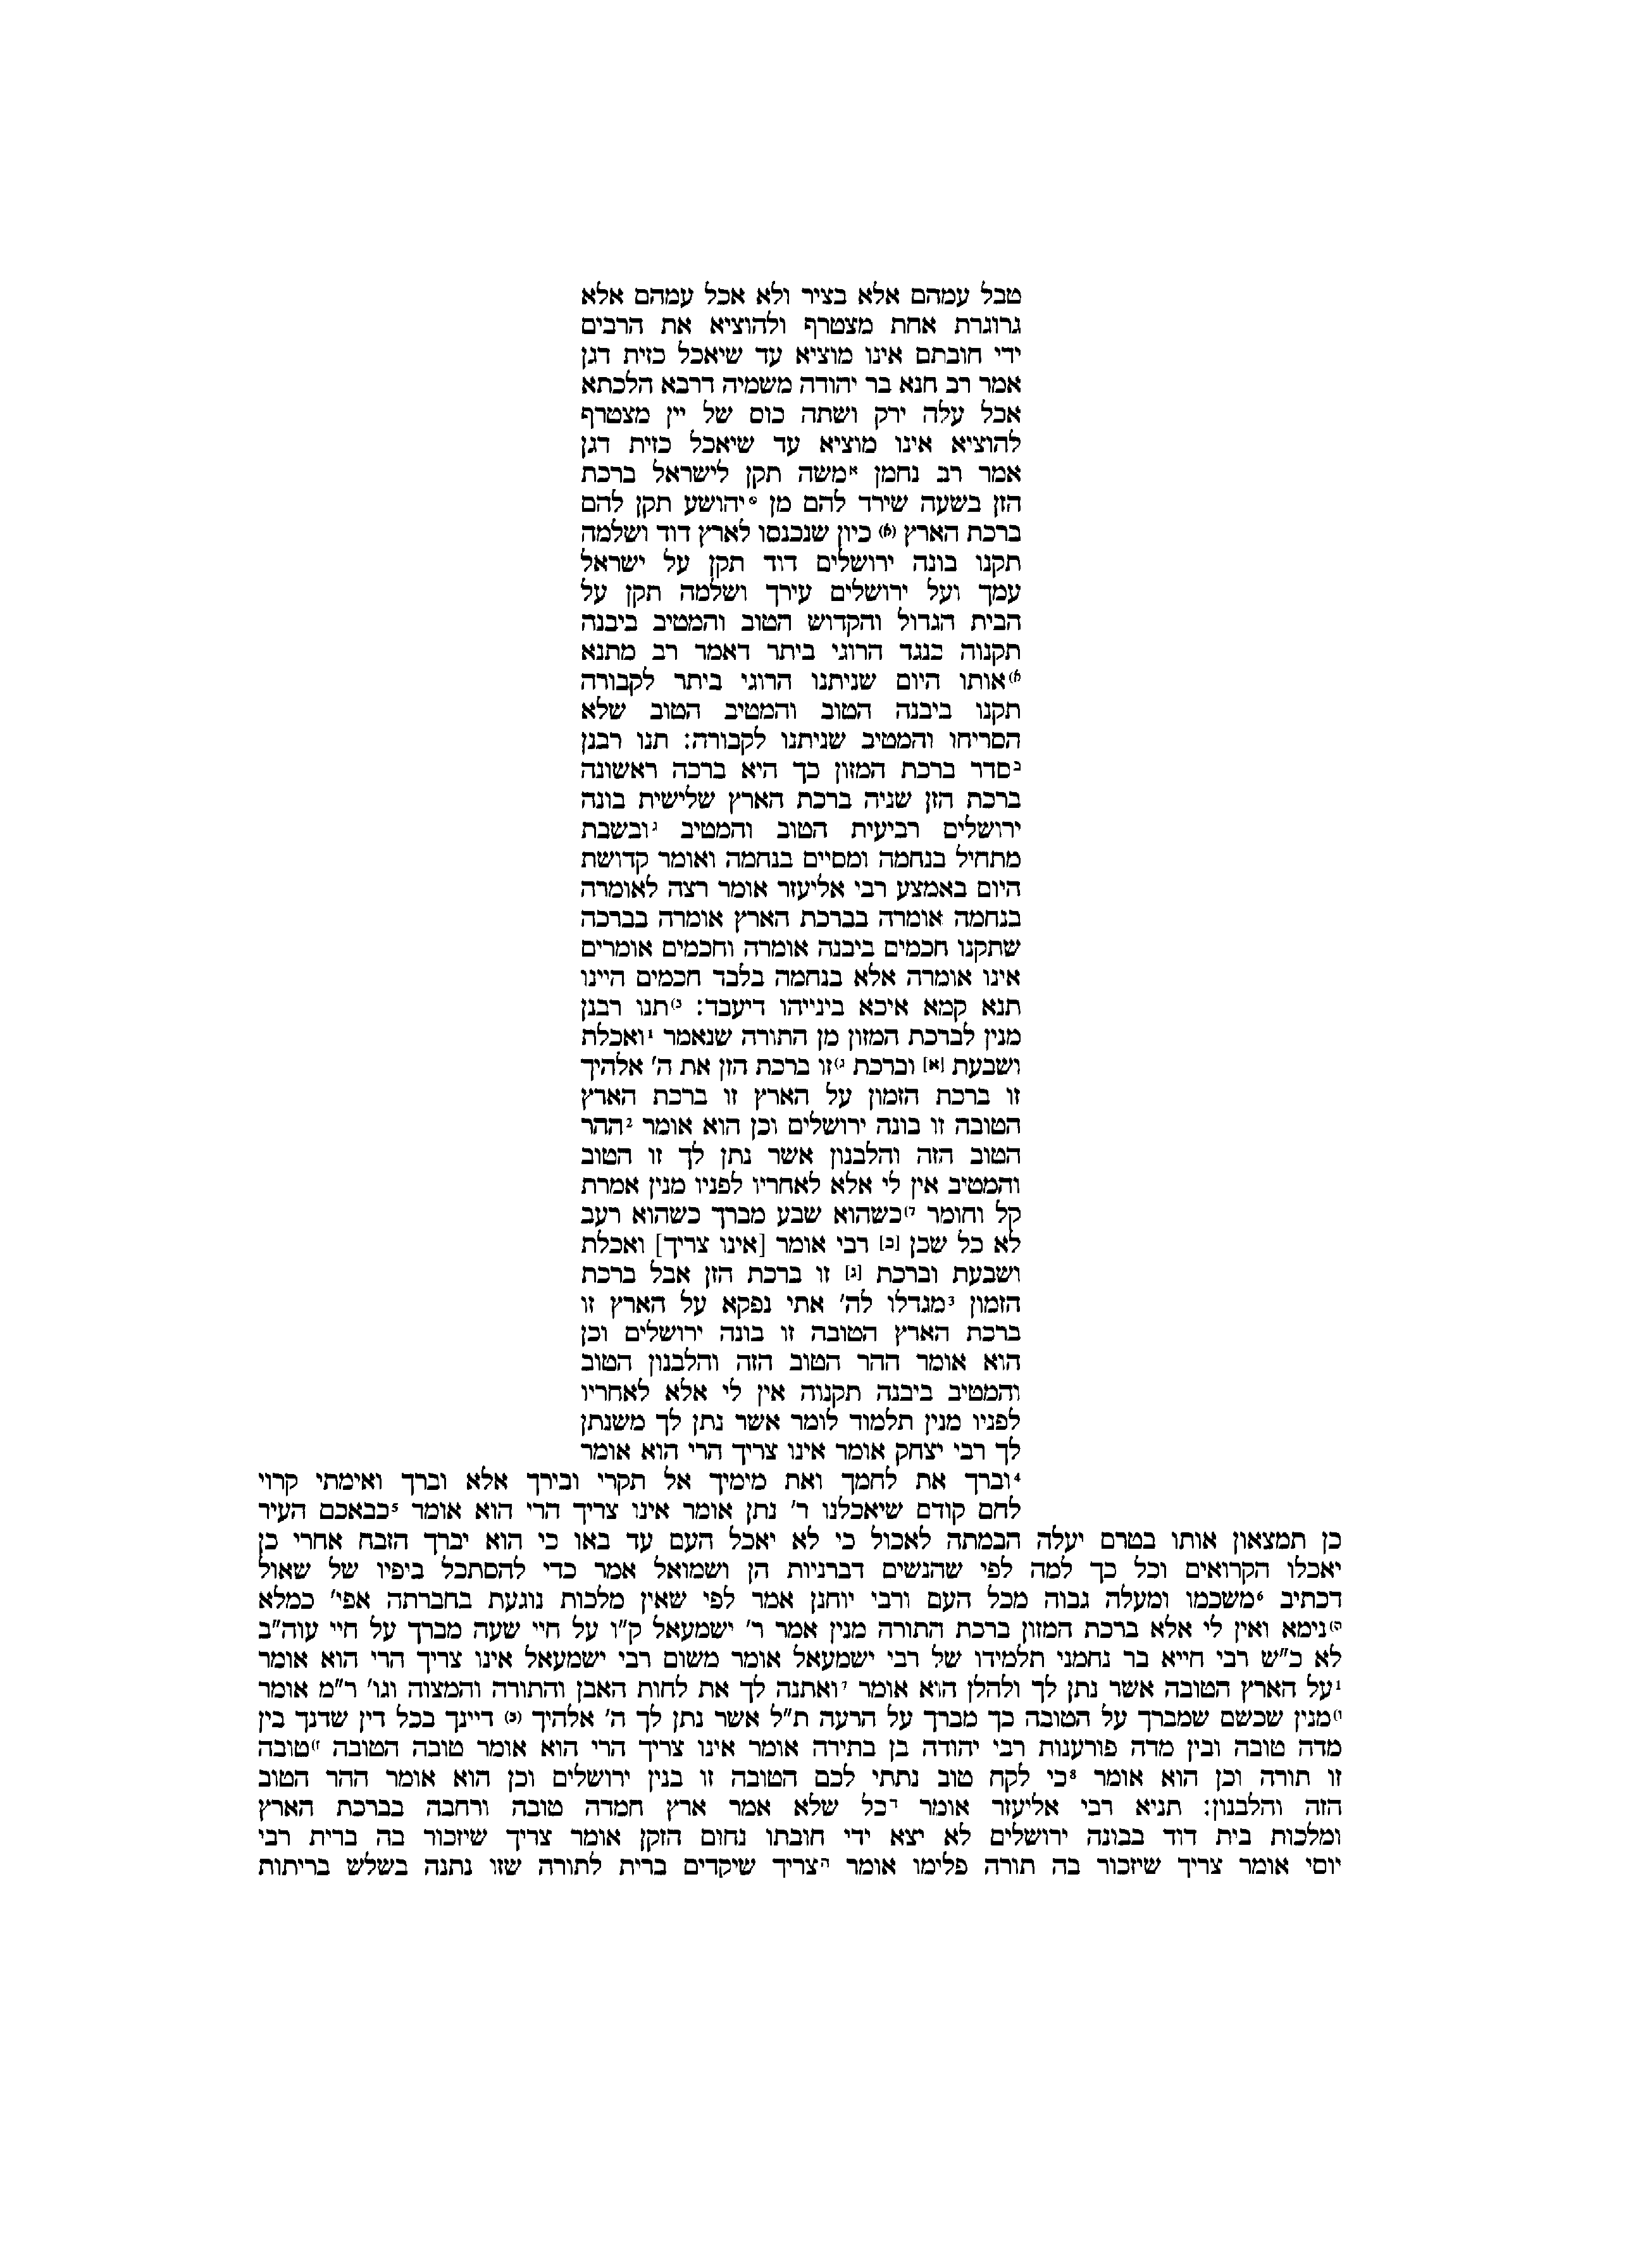 טבל עמהם אלא בציר ולא אכל עמהם אלא
גרוגרת אחת מצטרף ולהוציא את הרבים
ידי חובתם אינו מוציא עד שיאכל כזית דגן
אמר רב חנא בר יהודה משמיה דרבא הלכתא
אכל עלה ירק ושתה כוס של יין מצטרף
להוציא אינו מוציא עד שיאכל כזית דגן
אמר רב נחמן אמשה תקן לישראל ברכת
הזן בשעה שירד להם מן °יהושע תקן להם
ברכת הארץ (א) כיון שנכנסו לארץ דוד ושלמה
תקנו בונה ירושלים דוד תקן על ישראל
עמך ועל ירושלים עירך ושלמה תקן על
הבית הגדול והקדוש הטוב והמטיב ביבנה
תקנוה כנגד הרוגי ביתר דאמר רב מתנא
א)אותו היום שניתנו הרוגי ביתר לקבורה
תקנו ביבנה הטוב והמטיב הטוב שלא
הסריחו והמטיב שניתנו לקבורה: תנו רבנן
בסדר ברכת המזון כך היא ברכה ראשונה
ברכת הזן שניה ברכת הארץ שלישית בונה
ירושלים רביעית הטוב והמטיב גובשבת
מתחיל בנחמה ומסיים בנחמה ואומר קדושת
היום באמצע רבי אליעזר אומר רצה לאומרה
בנחמה אומרה בברכת הארץ אומרה בברכה
שתקנו חכמים ביבנה אומרה וחכמים אומרים
אינו אומרה אלא בנחמה בלבד חכמים היינו
תנא קמא איכא בינייהו דיעבד: ב)תנו רבנן
מנין לברכת המזון מן התורה שנאמר 1ואכלת
ושבעת [א] וברכת ג)זו ברכת הזן את ה' אלהיך
זו ברכת הזמון על הארץ זו ברכת הארץ
הטובה זו בונה ירושלים וכן הוא אומר 2ההר
הטוב הזה והלבנון אשר נתן לך זו הטוב
והמטיב אין לי אלא לאחריו לפניו מנין אמרת
קל וחומר ד)כשהוא שבע מברך כשהוא רעב
לא כל שכן [ב] רבי אומר [אינו צריך] ואכלת
ושבעת וברכת [ג] זו ברכת הזן אבל ברכת
הזמון 3מגדלו לה' אתי נפקא על הארץ זו
ברכת הארץ הטובה זו בונה ירושלים וכן
הוא אומר ההר הטוב הזה והלבנון הטוב
והמטיב ביבנה תקנוה אין לי אלא לאחריו
לפניו מנין תלמוד לומר אשר נתן לך משנתן
לך רבי יצחק אומר אינו צריך הרי הוא אומר
4וברך את לחמך ואת מימיך אל תקרי ובירך אלא וברך ואימתי קרוי
לחם קודם שיאכלנו ר' נתן אומר אינו צריך הרי הוא אומר 5כבאכם העיר
כן תמצאון אותו בטרם יעלה הבמתה לאכול כי לא יאכל העם עד באו כי הוא יברך הזבח אחרי כן
יאכלו הקרואים וכל כך למה לפי שהנשים דברניות הן ושמואל אמר כדי להסתכל ביפיו של שאול
דכתיב 6משכמו ומעלה גבוה מכל העם ורבי יוחנן אמר לפי שאין מלכות נוגעת בחברתה אפי' כמלא
ה)נימא ואין לי אלא ברכת המזון ברכת התורה מנין אמר ר' ישמעאל ק"ו על חיי שעה מברך על חיי עוה"ב
לא כ"ש רבי חייא בר נחמני תלמידו של רבי ישמעאל אומר משום רבי ישמעאל אינו צריך הרי הוא אומר
1על הארץ הטובה אשר נתן לך ולהלן הוא אומר 7ואתנה לך את לחות האבן והתורה והמצוה וגו' ר"מ אומר
ו)מנין שכשם שמברך על הטובה כך מברך על הרעה ת"ל אשר נתן לך ה' אלהיך (ב) דיינך בכל דין שדנך בין
מדה טובה ובין מדה פורענות רבי יהודה בן בתירה אומר אינו צריך הרי הוא אומר טובה הטובה ז)טובה
זו תורה וכן הוא אומר 8כי לקח טוב נתתי לכם הטובה זו בנין ירושלים וכן הוא אומר ההר הטוב
הזה והלבנון: תניא רבי אליעזר אומר דכל שלא אמר ארץ חמדה טובה ורחבה בברכת הארץ
ומלכות בית דוד בבונה ירושלים לא יצא ידי חובתו נחום הזקן אומר צריך שיזכור בה ברית רבי
יוסי אומר צריך שיזכור בה תורה פלימו אומר הצריך שיקדים ברית לתורה שזו נתנה בשלש בריתות